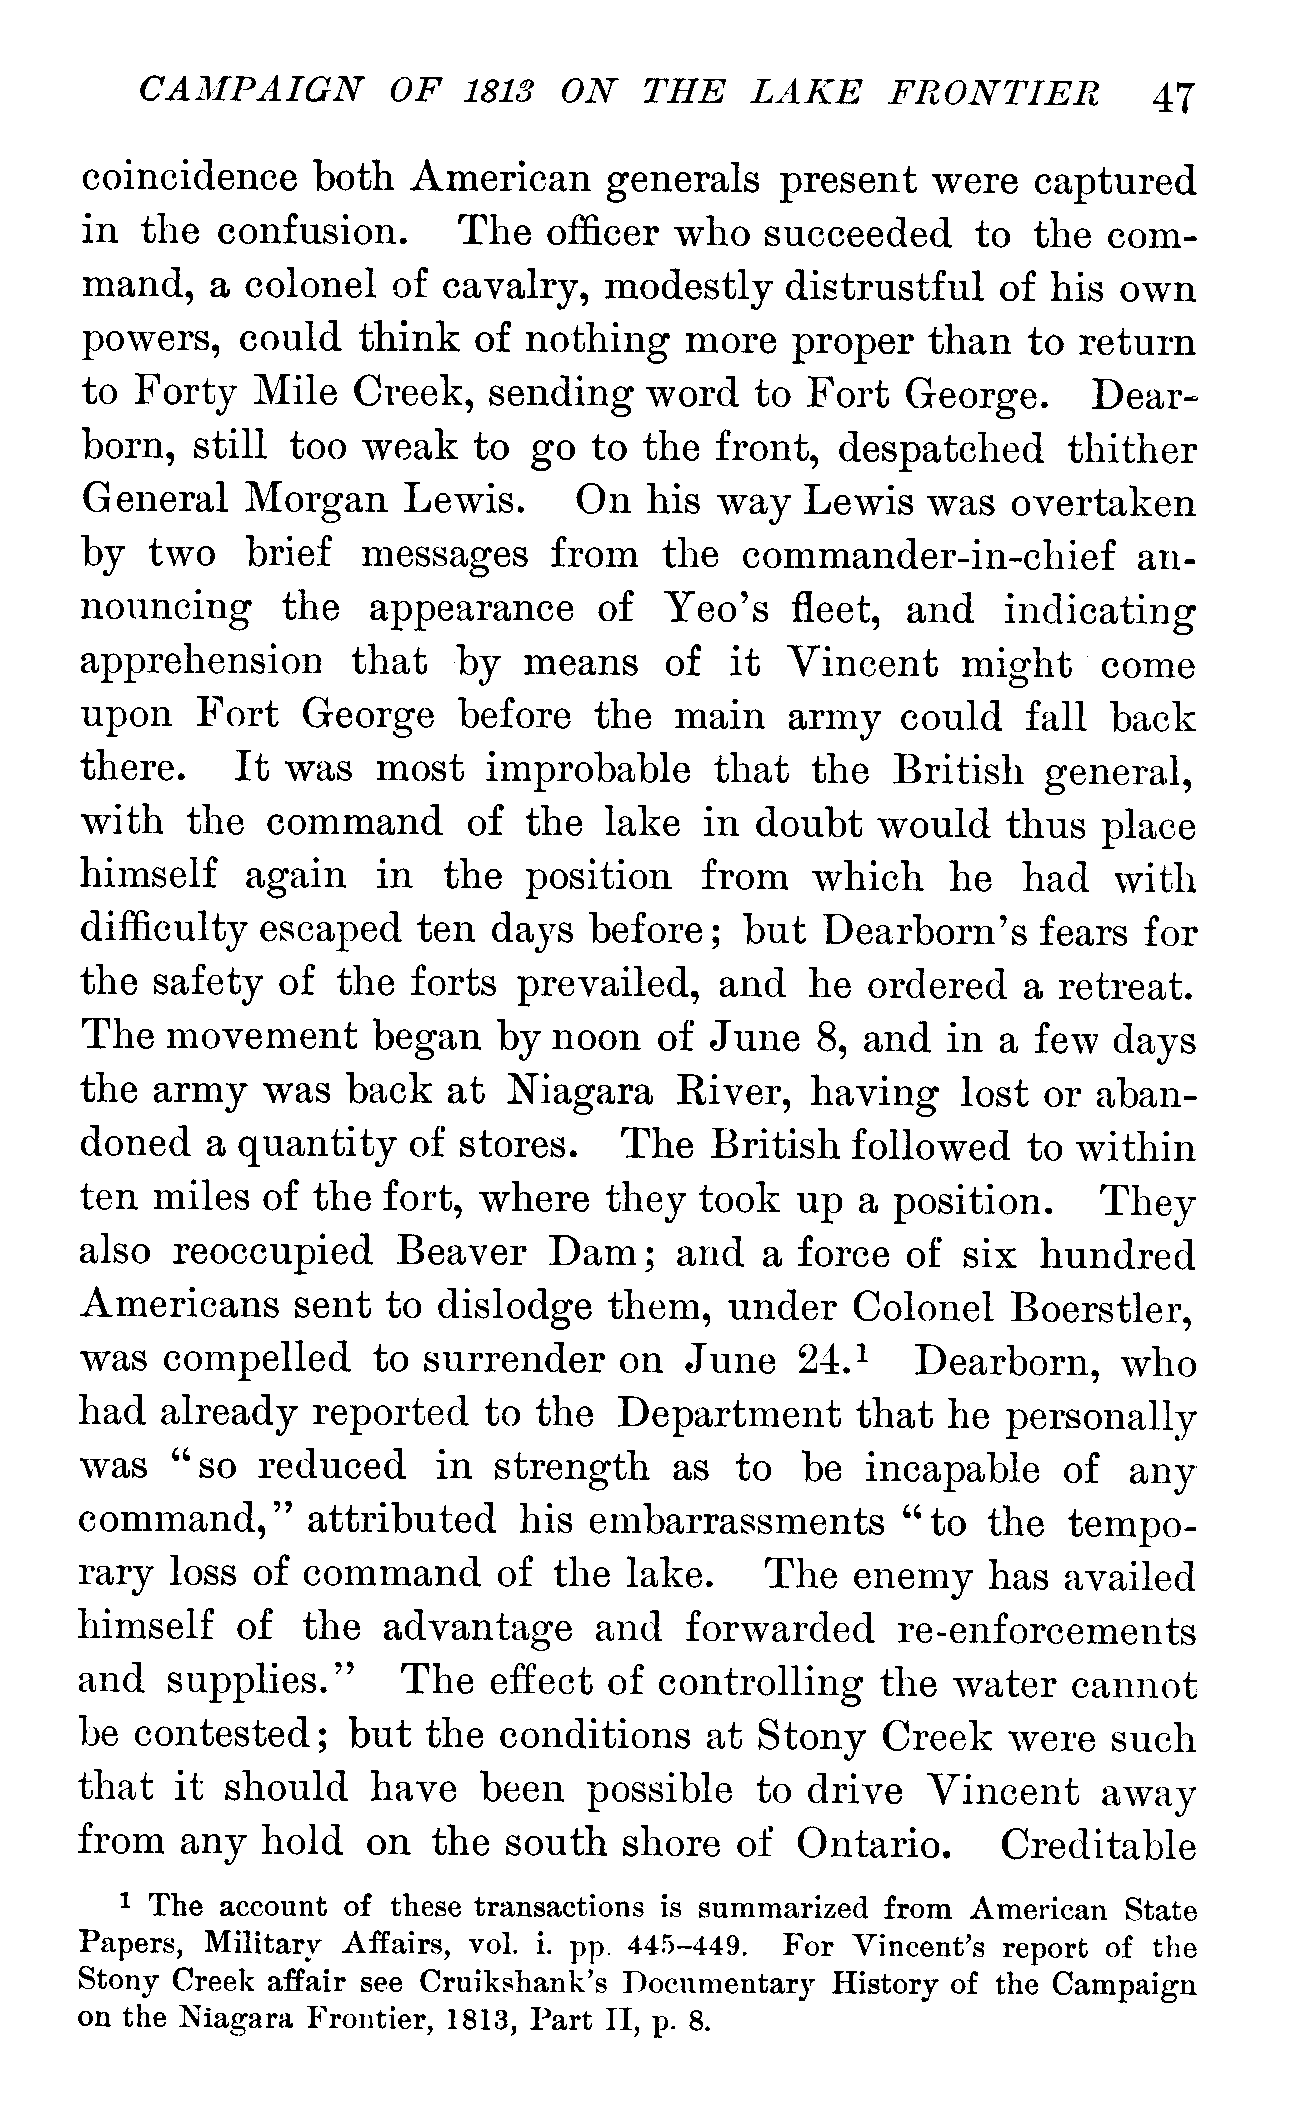 CAMPAIGN OF 1813 ON THE LAKE FRONTIER 47
coincidence both American generals present were captured
in the confusion. The officer who succeeded to the com-
mand, a colonel of cavalry, modestly distrustful of his own
powers, could think of nothing more proper than to return
to Forty Mile Creek, sending word to Fort George. Dear-
born, still too weak to go to the front, despatched thither
General Morgan Lewis. On his way Lewis was overtaken
by two brief messages from the commander-in-chief an-
nouncing the appearance of Yeo's fleet, and indicating
apprehension that by means of it Vincent might come
upon Fort George before the main army could fall back
there. It was most improbable that the British general,
with the command of the lake in doubt would thus place
himself again in the position from which he had with
difficulty escaped ten days before; but Dearborn's fears for
the safety of the forts prevailed, and he ordered a retreat.
The movement began by noon of June 8, and in a few days
the army was back at Niagara River, having lost or aban-
doned a quantity of stores. The British followed to within
ten miles of the fort, where they took up a position. They
also reoccupied Beaver Dam; and a force of six hundred
Americans sent to dislodge them, under Colonel Boerstler,
was compelled to surrender on June 24.¹ Dearborn, who
had already reported to the Department that he personally
was "so reduced in strength as to be incapable of any
command," attributed his embarrassments "to the tempo-
rary loss of command of the lake. The enemy has availed
himself of the advantage and forwarded re-enforcements
and supplies." The effect of controlling the water cannot
be contested; but the conditions at Stony Creek were such
that it should have been possible to drive Vincent away
from any hold on the south shore of Ontario. Creditable
¹ The account of these transactions is summarized from American State
Papers, Military Affairs, vol. i. pp. 445–449. For Vincent's report of the
Stony Creek affair see Cruikshank's Documentary History of the Campaign
on the Niagara Frontier, 1813, Part II, p. 8.